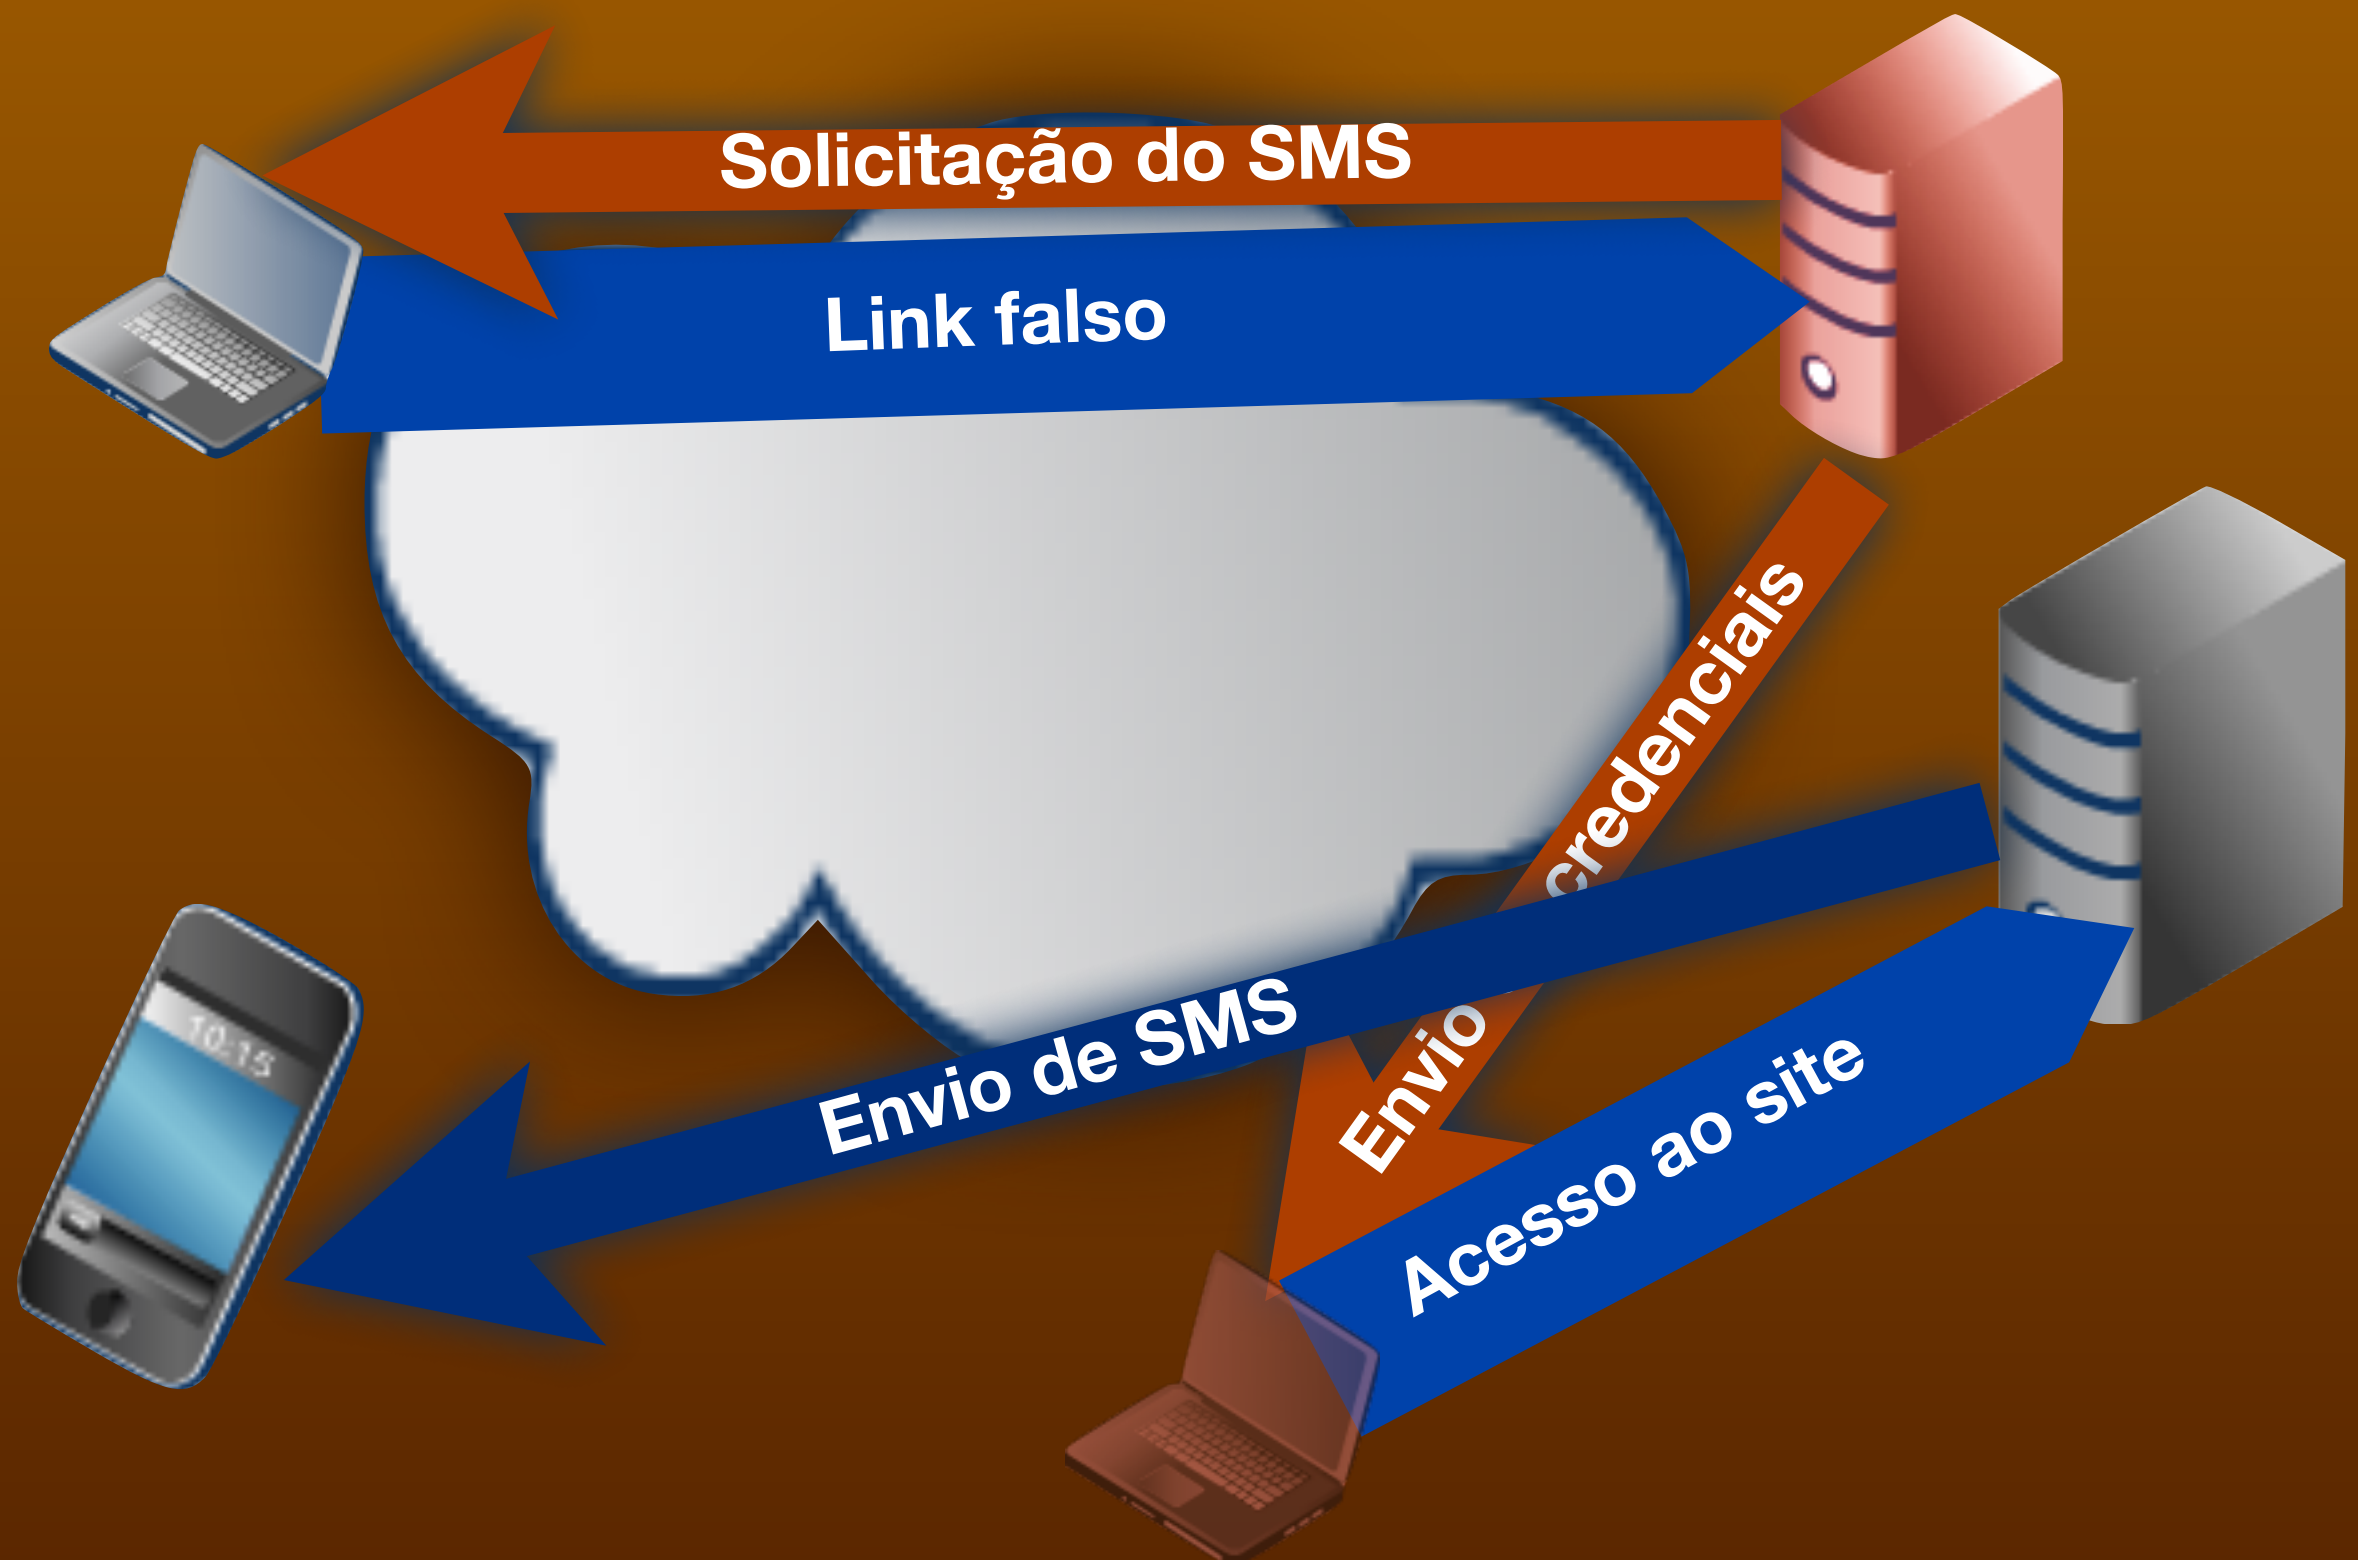 Solicitação do SMS
Link falso
Envio credenciais
Envio de SMS
Acesso ao site
10:15